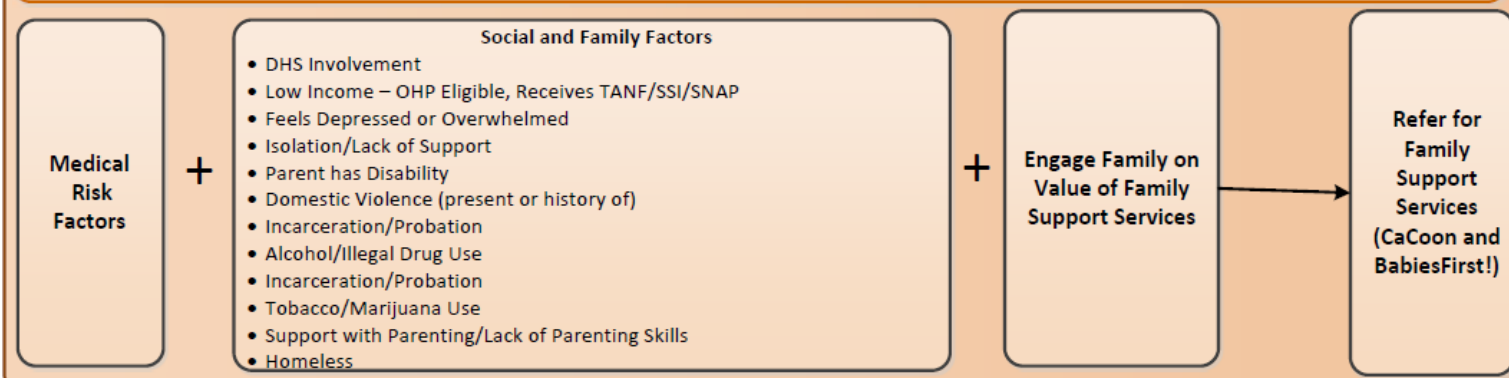 Medical
Risk
Factors
+
Social and Family Factors
• DHS Involvement
• Low Income – OHP Eligible, Receives TANF/SSI/SNAP
• Feels Depressed or Overwhelmed
• Isolation/Lack of Support
• Parent has Disability
• Domestic Violence (present or history of)
• Incarceration/Probation
• Alcohol/Illegal Drug Use
• Incarceration/Probation
• Tobacco/Marijuana Use
• Support with Parenting/Lack of Parenting Skills
• Homeless
+
Engage Family on
Value of Family
Support Services
Refer for
Family
Support
Services
(CaCoon and
BabiesFirst!)